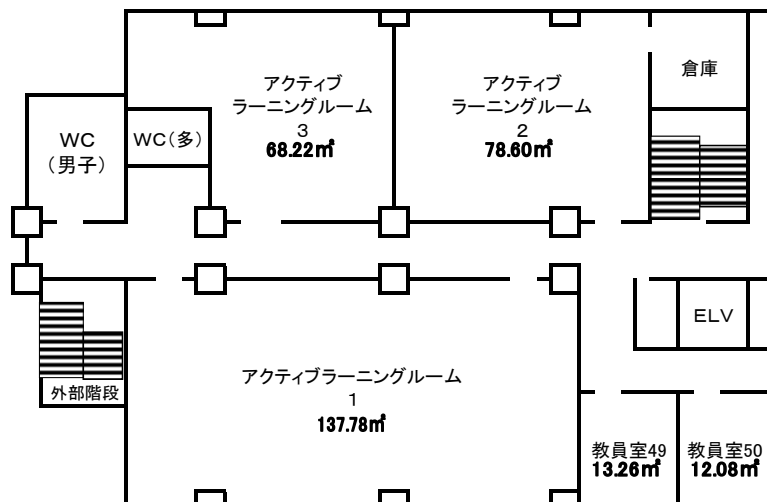 アクティブ
ラーニングルーム
3
68.22㎡
アクティブ
ラーニングルーム
2
78.60㎡
倉庫
WC
(男子)
WC(多)
ELV
外部階段
アクティブラーニングルーム
1
137.78㎡
教員室49
13.26㎡
教員室50
12.08㎡